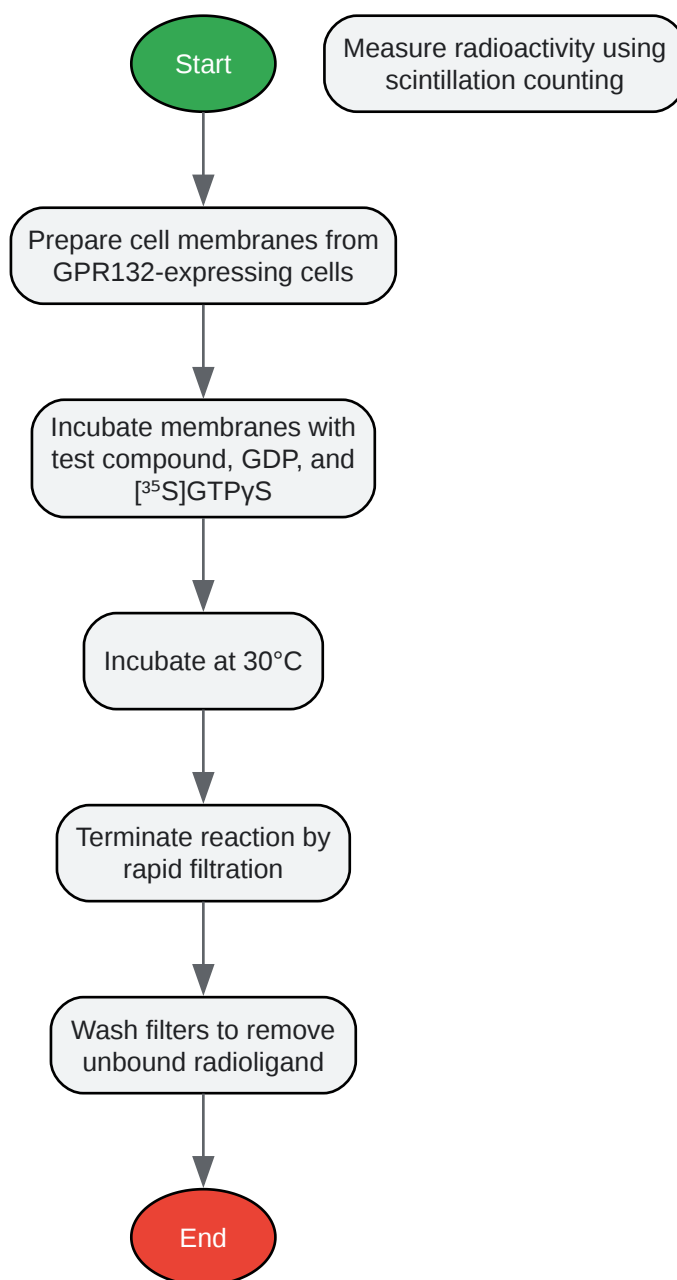 Start
Measure radioactivity using
scintillation counting
Prepare cell membranes from
GPR132-expressing cells
Incubate membranes with
test compound, GDP, and
[³⁵S]GTPγS
Incubate at 30°C
Terminate reaction by
rapid filtration
Wash filters to remove
unbound radioligand
End